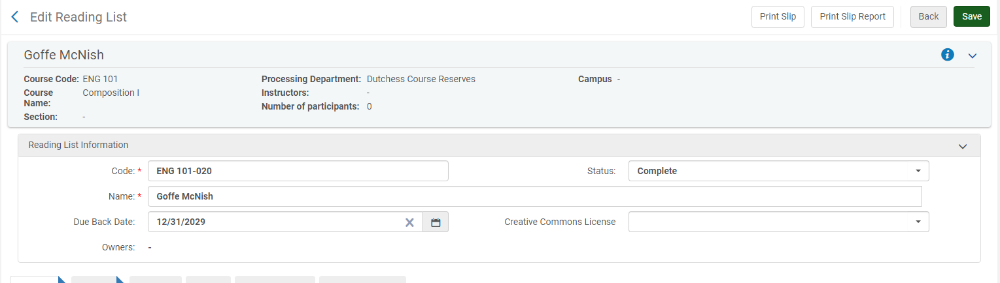 Edit Reading List
Print Slip
Print Slip Report
Back
Save
Goffe McNish
Course Code: ENG 101
Course Name: Composition I
Section: -
Processing Department: Dutchess Course Reserves
Instructors: -
Number of participants: 0
Campus -
Reading List Information
Code: * ENG 101-020
Status: Complete
Name: * Goffe McNish
Due Back Date: 12/31/2029
Creative Commons License
Owners: -